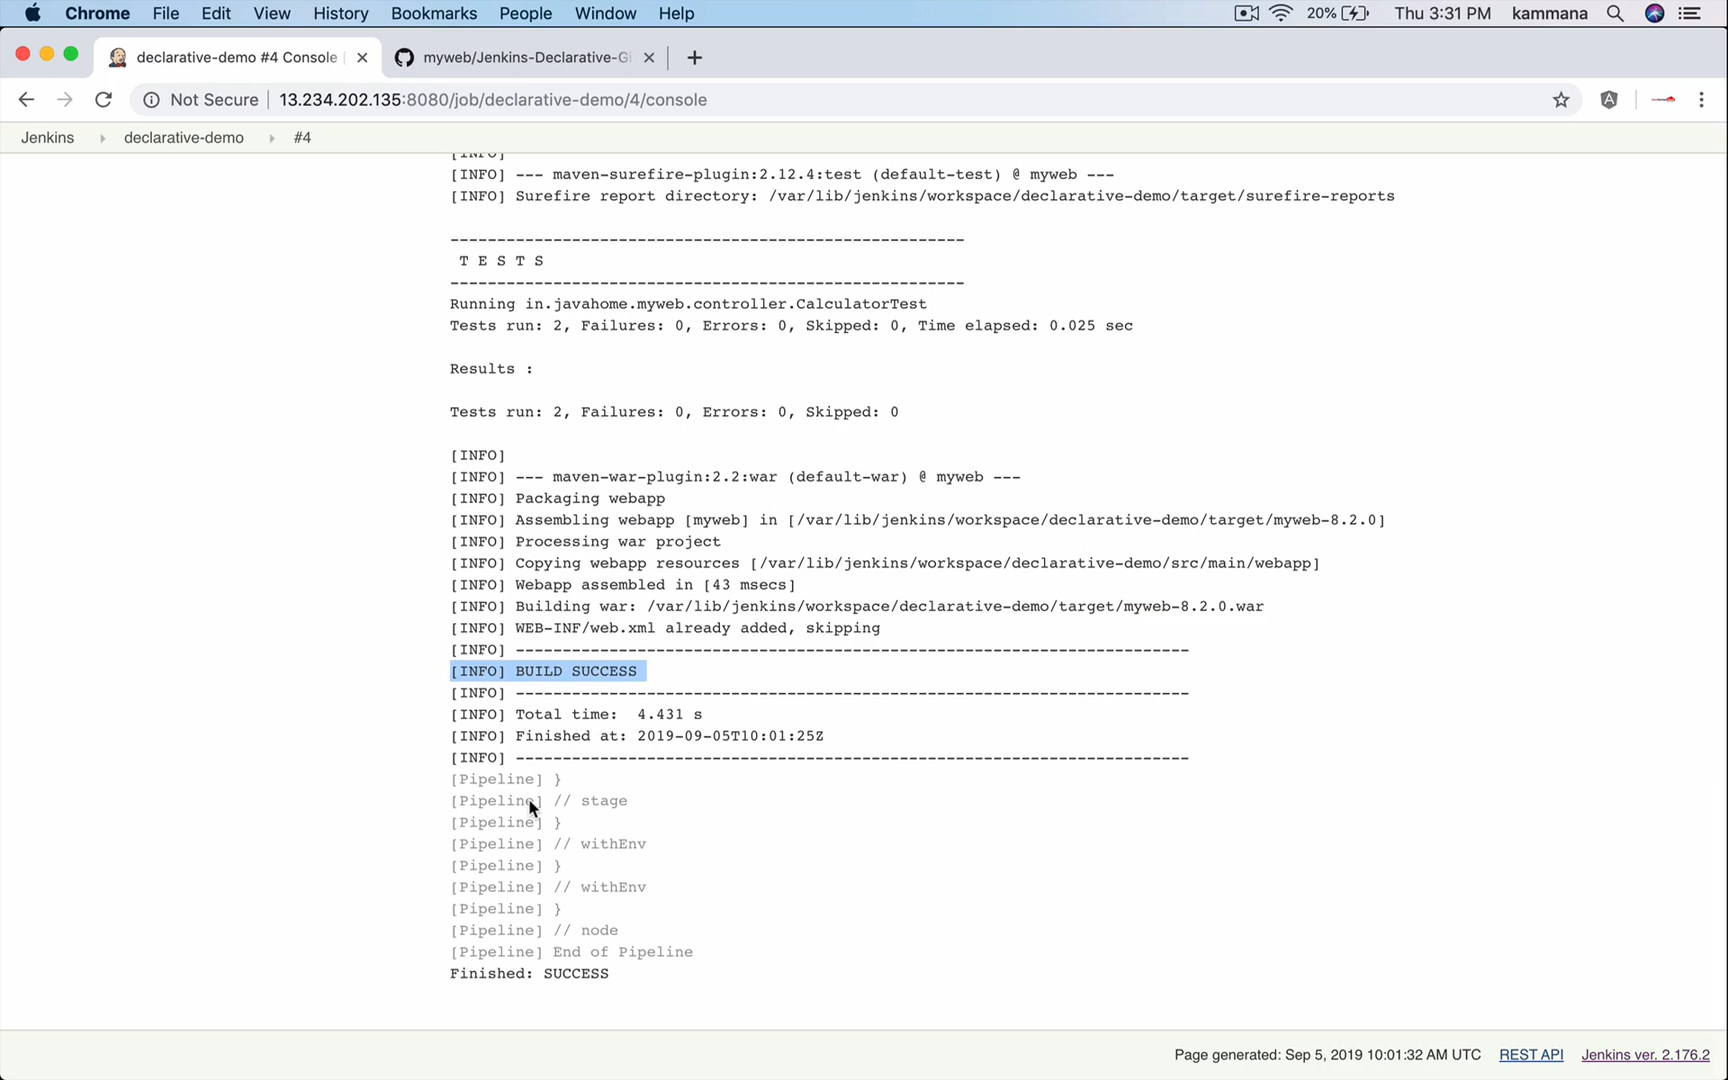 Chrome File Edit View History Bookmarks People Window Help 20% Thu 3:31 PM kammana
declarative-demo #4 Console myweb/Jenkins-Declarative-Gi
Not Secure 13.234.202.135:8080/job/declarative-demo/4/console
Jenkins declarative-demo #4
[INFO]
[INFO] --- maven-surefire-plugin:2.12.4:test (default-test) @ myweb ---
[INFO] Surefire report directory: /var/lib/jenkins/workspace/declarative-demo/target/surefire-reports
-------------------------------------------------------
T E S T S
-------------------------------------------------------
Running in.javahome.myweb.controller.CalculatorTest
Tests run: 2, Failures: 0, Errors: 0, Skipped: 0, Time elapsed: 0.025 sec
Results :
Tests run: 2, Failures: 0, Errors: 0, Skipped: 0
[INFO]
[INFO] --- maven-war-plugin:2.2:war (default-war) @ myweb ---
[INFO] Packaging webapp
[INFO] Assembling webapp [myweb] in [/var/lib/jenkins/workspace/declarative-demo/target/myweb-8.2.0]
[INFO] Processing war project
[INFO] Copying webapp resources [/var/lib/jenkins/workspace/declarative-demo/src/main/webapp]
[INFO] Webapp assembled in [43 msecs]
[INFO] Building war: /var/lib/jenkins/workspace/declarative-demo/target/myweb-8.2.0.war
[INFO] WEB-INF/web.xml already added, skipping
[INFO] ------------------------------------------------------------------------
[INFO] BUILD SUCCESS
[INFO] ------------------------------------------------------------------------
[INFO] Total time:  4.431 s
[INFO] Finished at: 2019-09-05T10:01:25Z
[INFO] ------------------------------------------------------------------------
[Pipeline] }
[Pipeline] // stage
[Pipeline] }
[Pipeline] // withEnv
[Pipeline] }
[Pipeline] // withEnv
[Pipeline] }
[Pipeline] // node
[Pipeline] End of Pipeline
Finished: SUCCESS
Page generated: Sep 5, 2019 10:01:32 AM UTC REST API Jenkins ver. 2.176.2